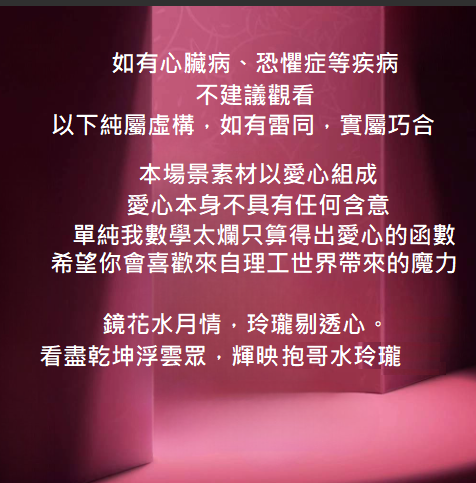 如有心臟病、恐懼症等疾病
不建議觀看
以下純屬虛構，如有雷同，實屬巧合
本場景素材以愛心組成
愛心本身不具有任何含意
單純我數學太爛只算得出愛心的函數
希望你會喜歡來自理工世界帶來的魔力
鏡花水月情，玲瓏剔透心。
看盡乾坤浮雲眾，輝映抱哥水玲瓏